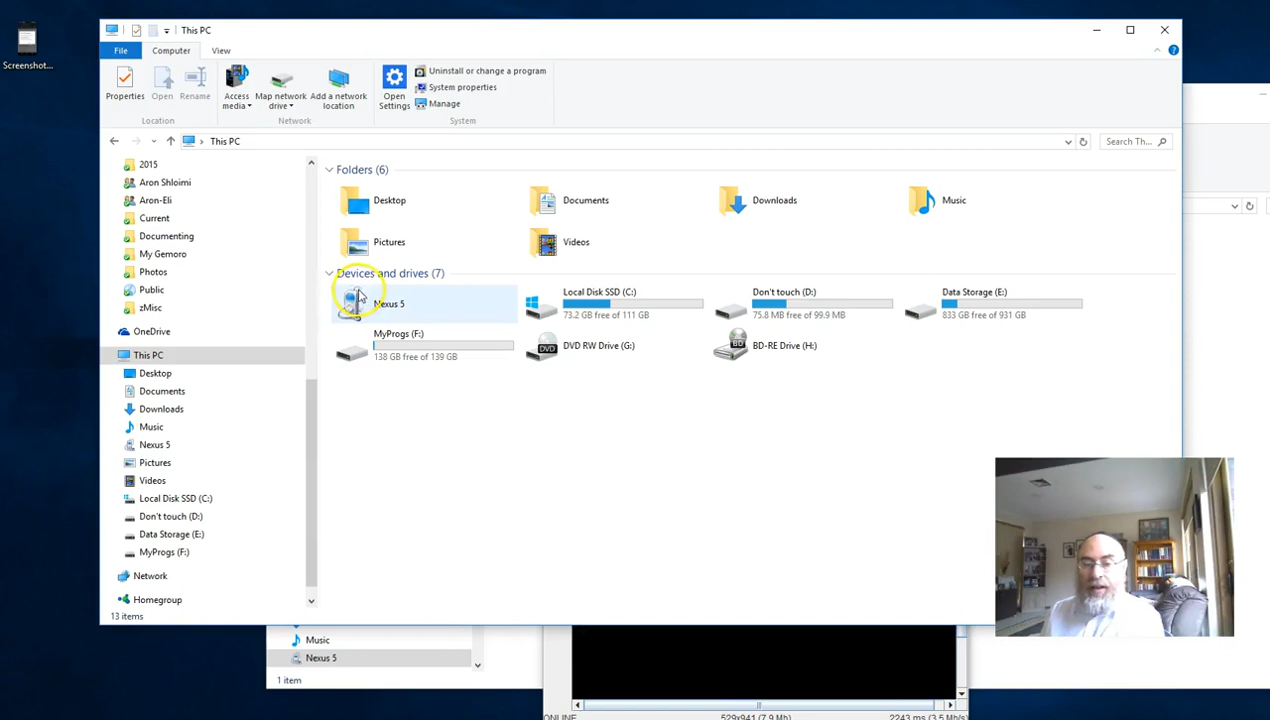 Screenshot...
This PC
File
Computer
View
Properties
Open
Rename
Access media
Map network drive
Add a network location
Open Settings
Uninstall or change a program
System properties
Manage
Location
Network
System
This PC
Search Th...
2015
Aron Shloimi
Aron-Eli
Current
Documenting
My Gemoro
Photos
Public
zMisc
OneDrive
This PC
Desktop
Documents
Downloads
Music
Nexus 5
Pictures
Videos
Local Disk SSD (C:)
Don't touch (D:)
Data Storage (E:)
MyProgs (F:)
Network
Homegroup
13 items
Folders (6)
Desktop
Documents
Downloads
Music
Pictures
Videos
Devices and drives (7)
Nexus 5
Local Disk SSD (C:)
73.2 GB free of 111 GB
Don't touch (D:)
75.8 MB free of 99.9 MB
Data Storage (E:)
833 GB free of 931 GB
MyProgs (F:)
138 GB free of 139 GB
DVD RW Drive (G:)
BD-RE Drive (H:)
Music
Nexus 5
1 item
ONLINE
529x941 (7.9 Mb)
2243 ms (3.5 Mb/s)